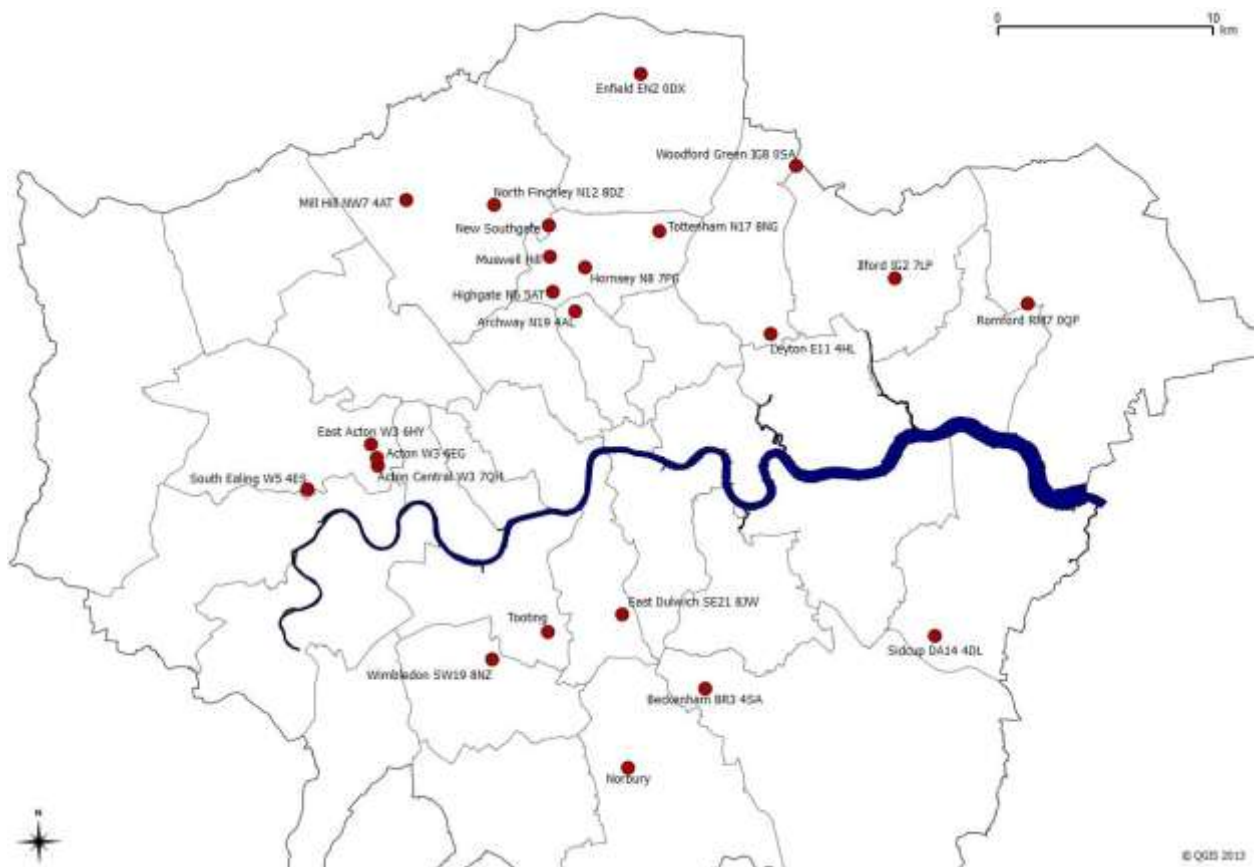 0 10
km
Enfield EN2 0DX
Woodford Green IG8 0SA
North Finchley N12 8DZ
Mill Hill NW7 4AT
New Southgate
Tottenham N17 8NG
Muswell Hill
Hornsey N8 7PG
Ilford IG2 7LP
Highgate N6 5AT
Archway N19 4AL
Romford RM7 0QP
Leyton E11 4HL
East Acton W3 6HY
Acton W3 6EG
Acton Central W3 7QH
South Ealing W5 4ES
East Dulwich SE21 8JW
Tooting
Sidcup DA14 4DL
Wimbledon SW19 8NZ
Beckenham BR3 4SA
Norbury
N
© QGIS 2013